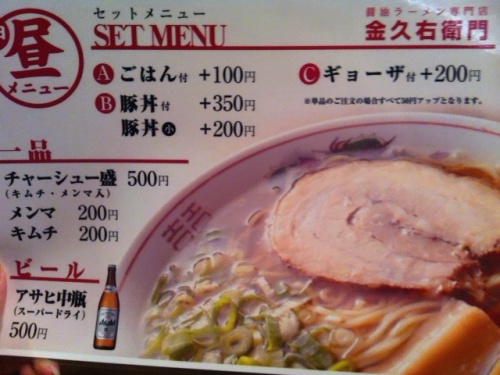 昼
メニュー
セットメニュー
SET MENU
醤油ラーメン専門店
金久右衛門
A ごはん付 +100円
B 豚丼付 +350円
豚丼小 +200円
C ギョーザ付 +200円
※単品のご注文の場合すべて50円アップとなります。
一品
チャーシュー盛 500円
(キムチ・メンマ入)
メンマ 200円
キムチ 200円
ビール
アサヒ中瓶
(スーパードライ)
500円
Asahi